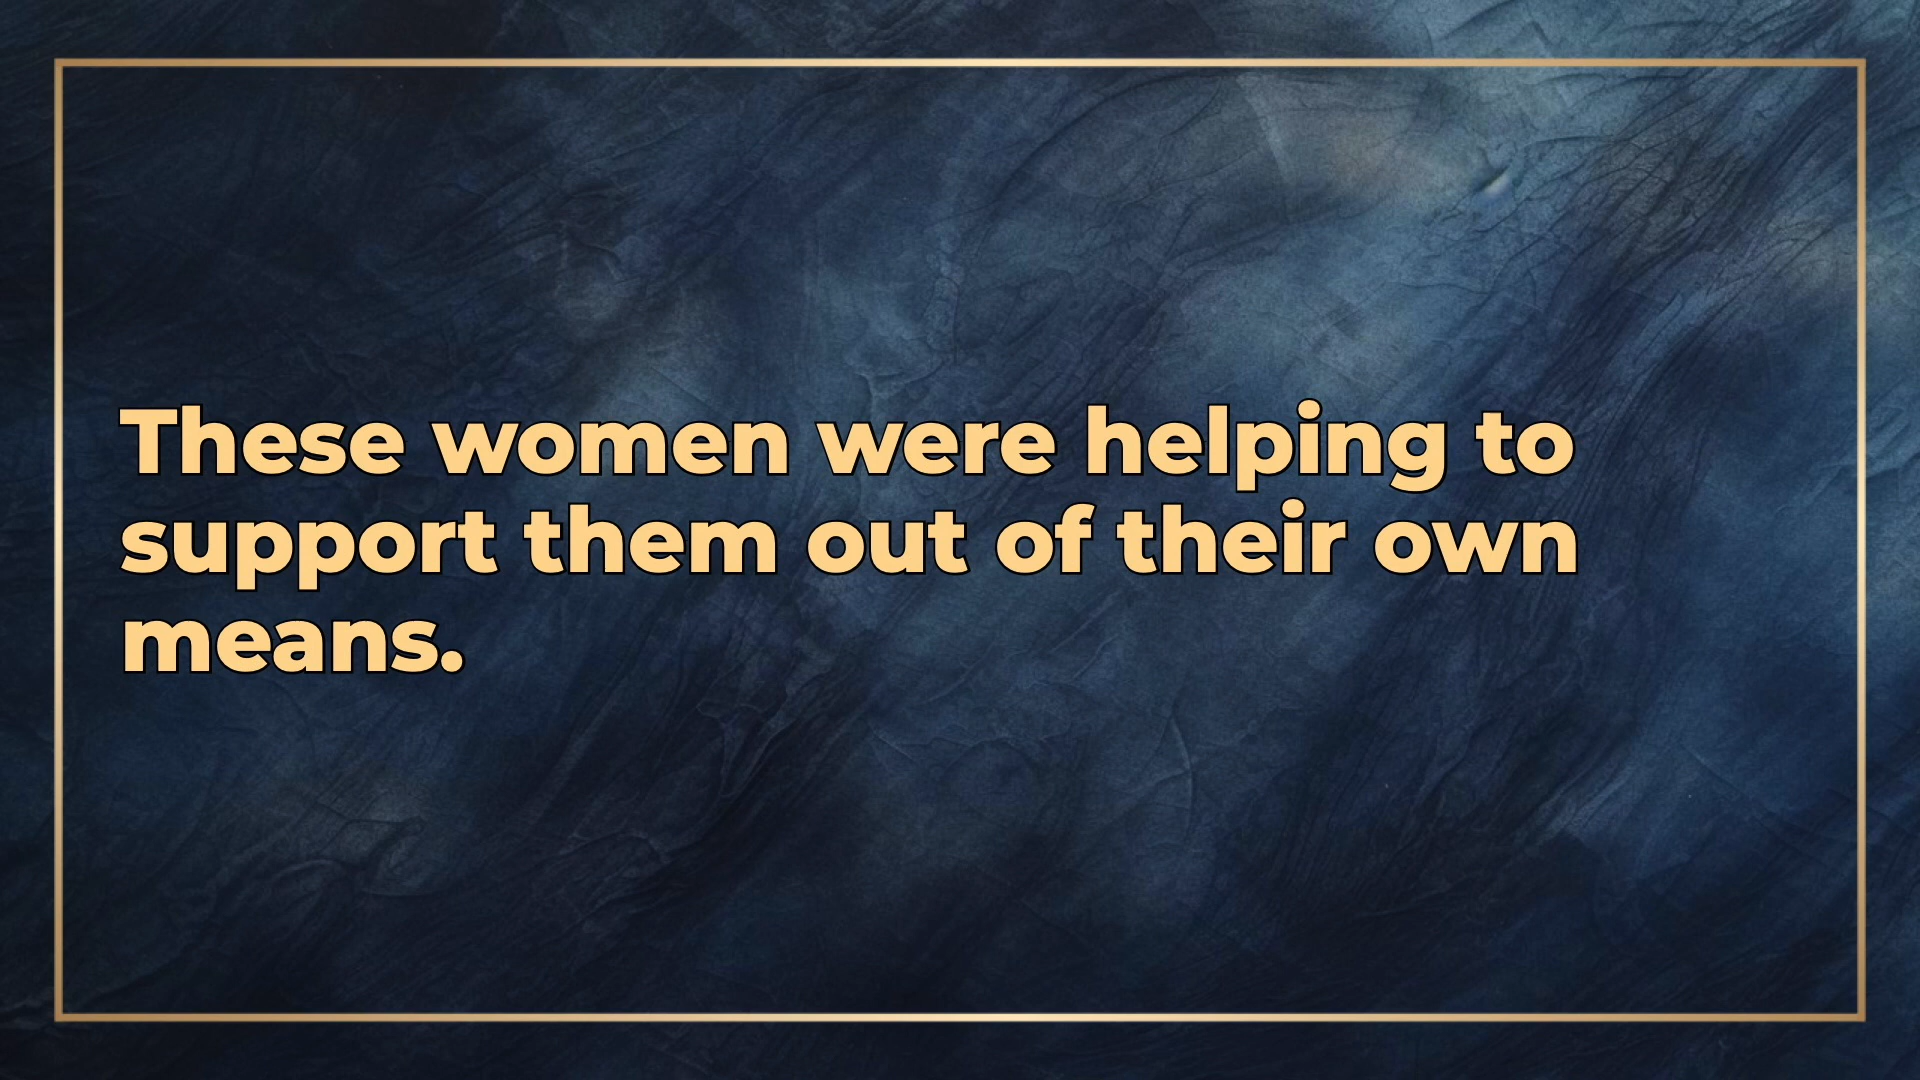 These women were helping to
support them out of their own
means.